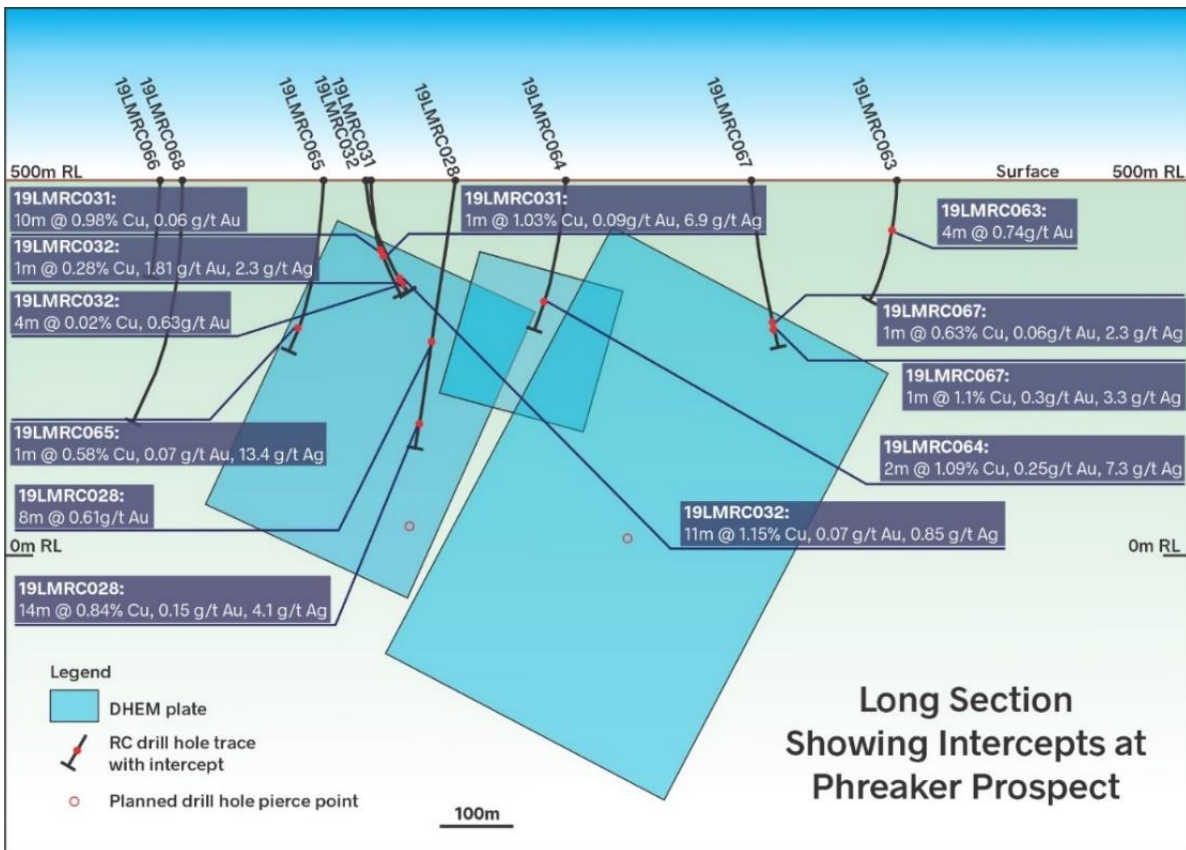 19LMRC066
19LMRC068
19LMRC065
19LMRC032
19LMRC031
19LMRC028
19LMRC064
19LMRC067
19LMRC063
500m RL
Surface
500m RL
19LMRC031:
10m @ 0.98% Cu, 0.06 g/t Au
19LMRC032:
1m @ 0.28% Cu, 1.81 g/t Au, 2.3 g/t Ag
19LMRC032:
4m @ 0.02% Cu, 0.63g/t Au
19LMRC065:
1m @ 0.58% Cu, 0.07 g/t Au, 13.4 g/t Ag
19LMRC028:
8m @ 0.61g/t Au
0m RL
19LMRC028:
14m @ 0.84% Cu, 0.15 g/t Au, 4.1 g/t Ag
19LMRC031:
1m @ 1.03% Cu, 0.09g/t Au, 6.9 g/t Ag
19LMRC063:
4m @ 0.74g/t Au
19LMRC067:
1m @ 0.63% Cu, 0.06g/t Au, 2.3 g/t Ag
19LMRC067:
1m @ 1.1% Cu, 0.3g/t Au, 3.3 g/t Ag
19LMRC064:
2m @ 1.09% Cu, 0.25g/t Au, 7.3 g/t Ag
19LMRC032:
11m @ 1.15% Cu, 0.07 g/t Au, 0.85 g/t Ag
0m RL
Legend
DHEM plate
RC drill hole trace
with intercept
Planned drill hole pierce point
100m
Long Section
Showing Intercepts at
Phreaker Prospect